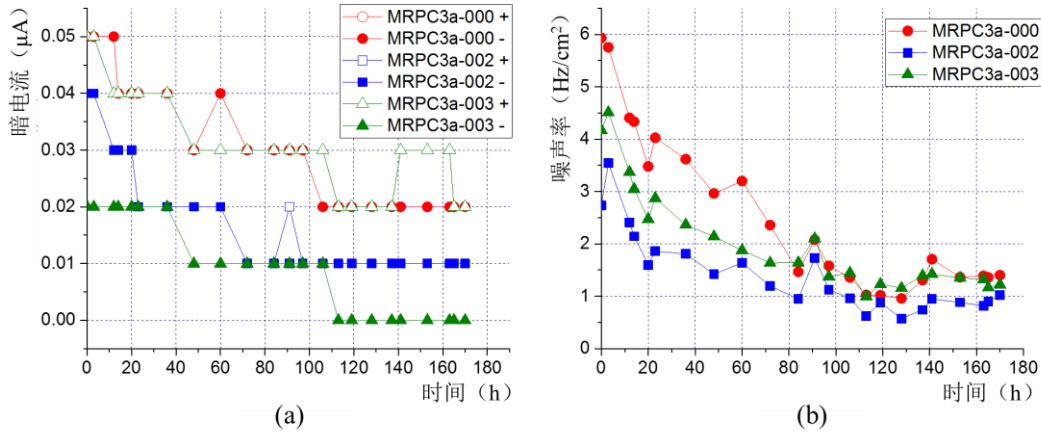 暗电流（μA）
0.05
0.04
0.03
0.02
0.01
0.00
0 20 40 60 80 100 120 140 160 180
时间（h）
MRPC3a-000 +
MRPC3a-000 -
MRPC3a-002 +
MRPC3a-002 -
MRPC3a-003 +
MRPC3a-003 -
(a)
噪声率（Hz/cm²）
6
5
4
3
2
1
0
0 20 40 60 80 100 120 140 160 180
时间（h）
MRPC3a-000
MRPC3a-002
MRPC3a-003
(b)